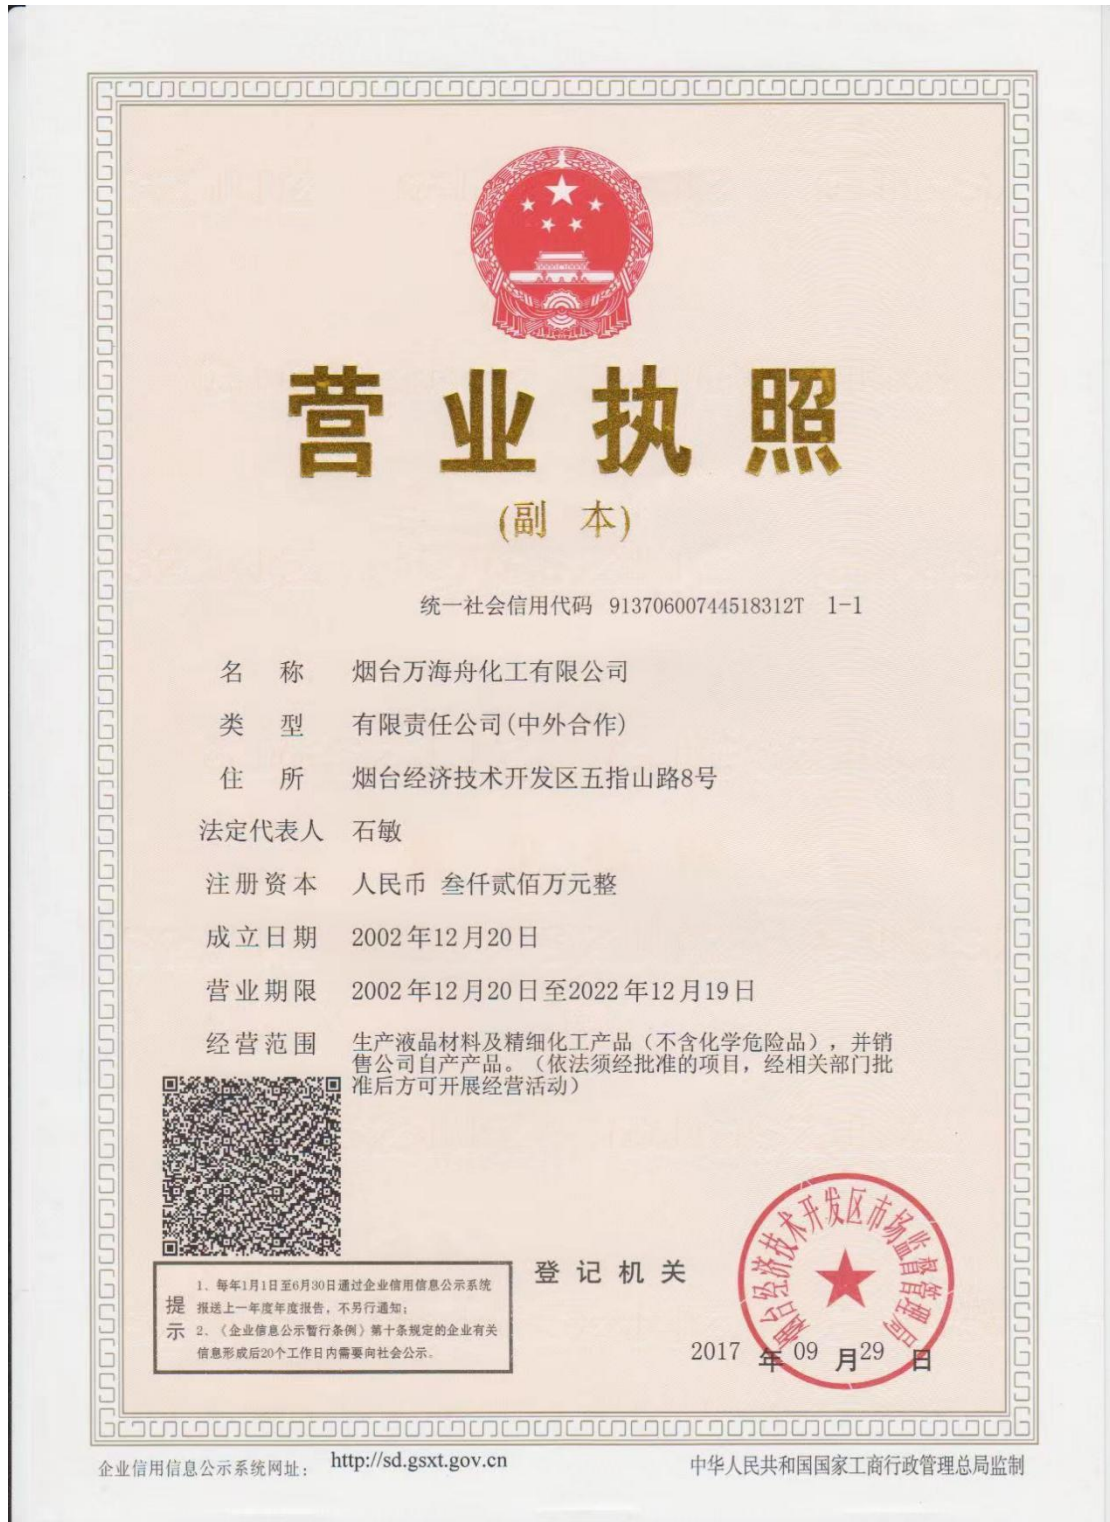 营业执照
(副 本)
统一社会信用代码 91370600744518312T 1-1
名 称 烟台万海舟化工有限公司
类 型 有限责任公司(中外合作)
住 所 烟台经济技术开发区五指山路8号
法定代表人 石敏
注册资本 人民币 叁仟贰佰万元整
成立日期 2002年12月20日
营业期限 2002年12月20日至2022年12月19日
经营范围 生产液晶材料及精细化工产品（不含化学危险品），并销
售公司自产产品。（依法须经批准的项目，经相关部门批
准后方可开展经营活动）
提示
1、每年1月1日至6月30日通过企业信用信息公示系统
报送上一年度年度报告，不另行通知；
2、《企业信息公示暂行条例》第十条规定的企业有关
信息形成后20个工作日内需要向社会公示。
登记机关
烟台经济技术开发区市场监督管理局
2017 年 09 月 29 日
企业信用信息公示系统网址： http://sd.gsxt.gov.cn
中华人民共和国国家工商行政管理总局监制